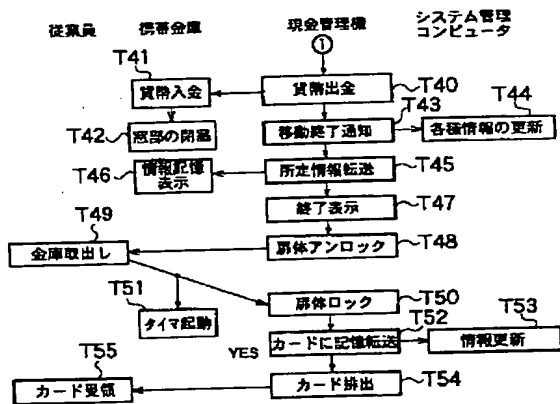 従業員
携帯金庫
現金管理機
システム管理
コンピュータ
1
T41
T40
貨幣入金
貨幣出金
T43
T44
T42
窓部の閉塞
移動終了通知
各種情報の更新
T46
情報記憶
表示
所定情報転送
T45
終了表示
T47
T49
金庫取出し
扉体アンロック
T48
T51
タイマ起動
扉体ロック
T50
T52
T53
YES
カードに記憶転送
情報更新
T55
カード受領
カード排出
T54